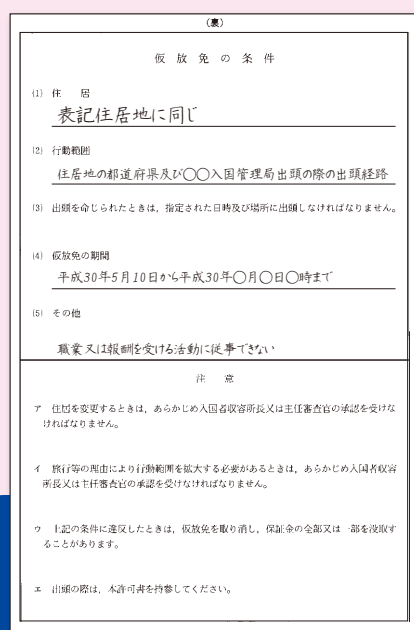 （裏）
仮放免の条件
(1) 住居
表記住居地に同じ
(2) 行動範囲
住居地の都道府県及び〇〇入国管理局出頭の際の出頭経路
(3) 出頭を命じられたときは，指定された日時及び場所に出頭しなければなりません。
(4) 仮放免の期間
平成30年5月10日から平成30年〇月〇日〇時まで
(5) その他
職業又は報酬を受ける活動に従事できない
注意
ア 住居を変更するときは，あらかじめ入国者収容所長又は主任審査官の承認を受けな
ければなりません。
イ 旅行等の理由により行動範囲を拡大する必要があるときは，あらかじめ入国者収容
所長又は主任審査官の承認を受けなければなりません。
ウ 上記の条件に違反したときは，仮放免を取り消し，保証金の全部又は一部を没取す
ることがあります。
エ 出頭の際は，本許可書を持参してください。